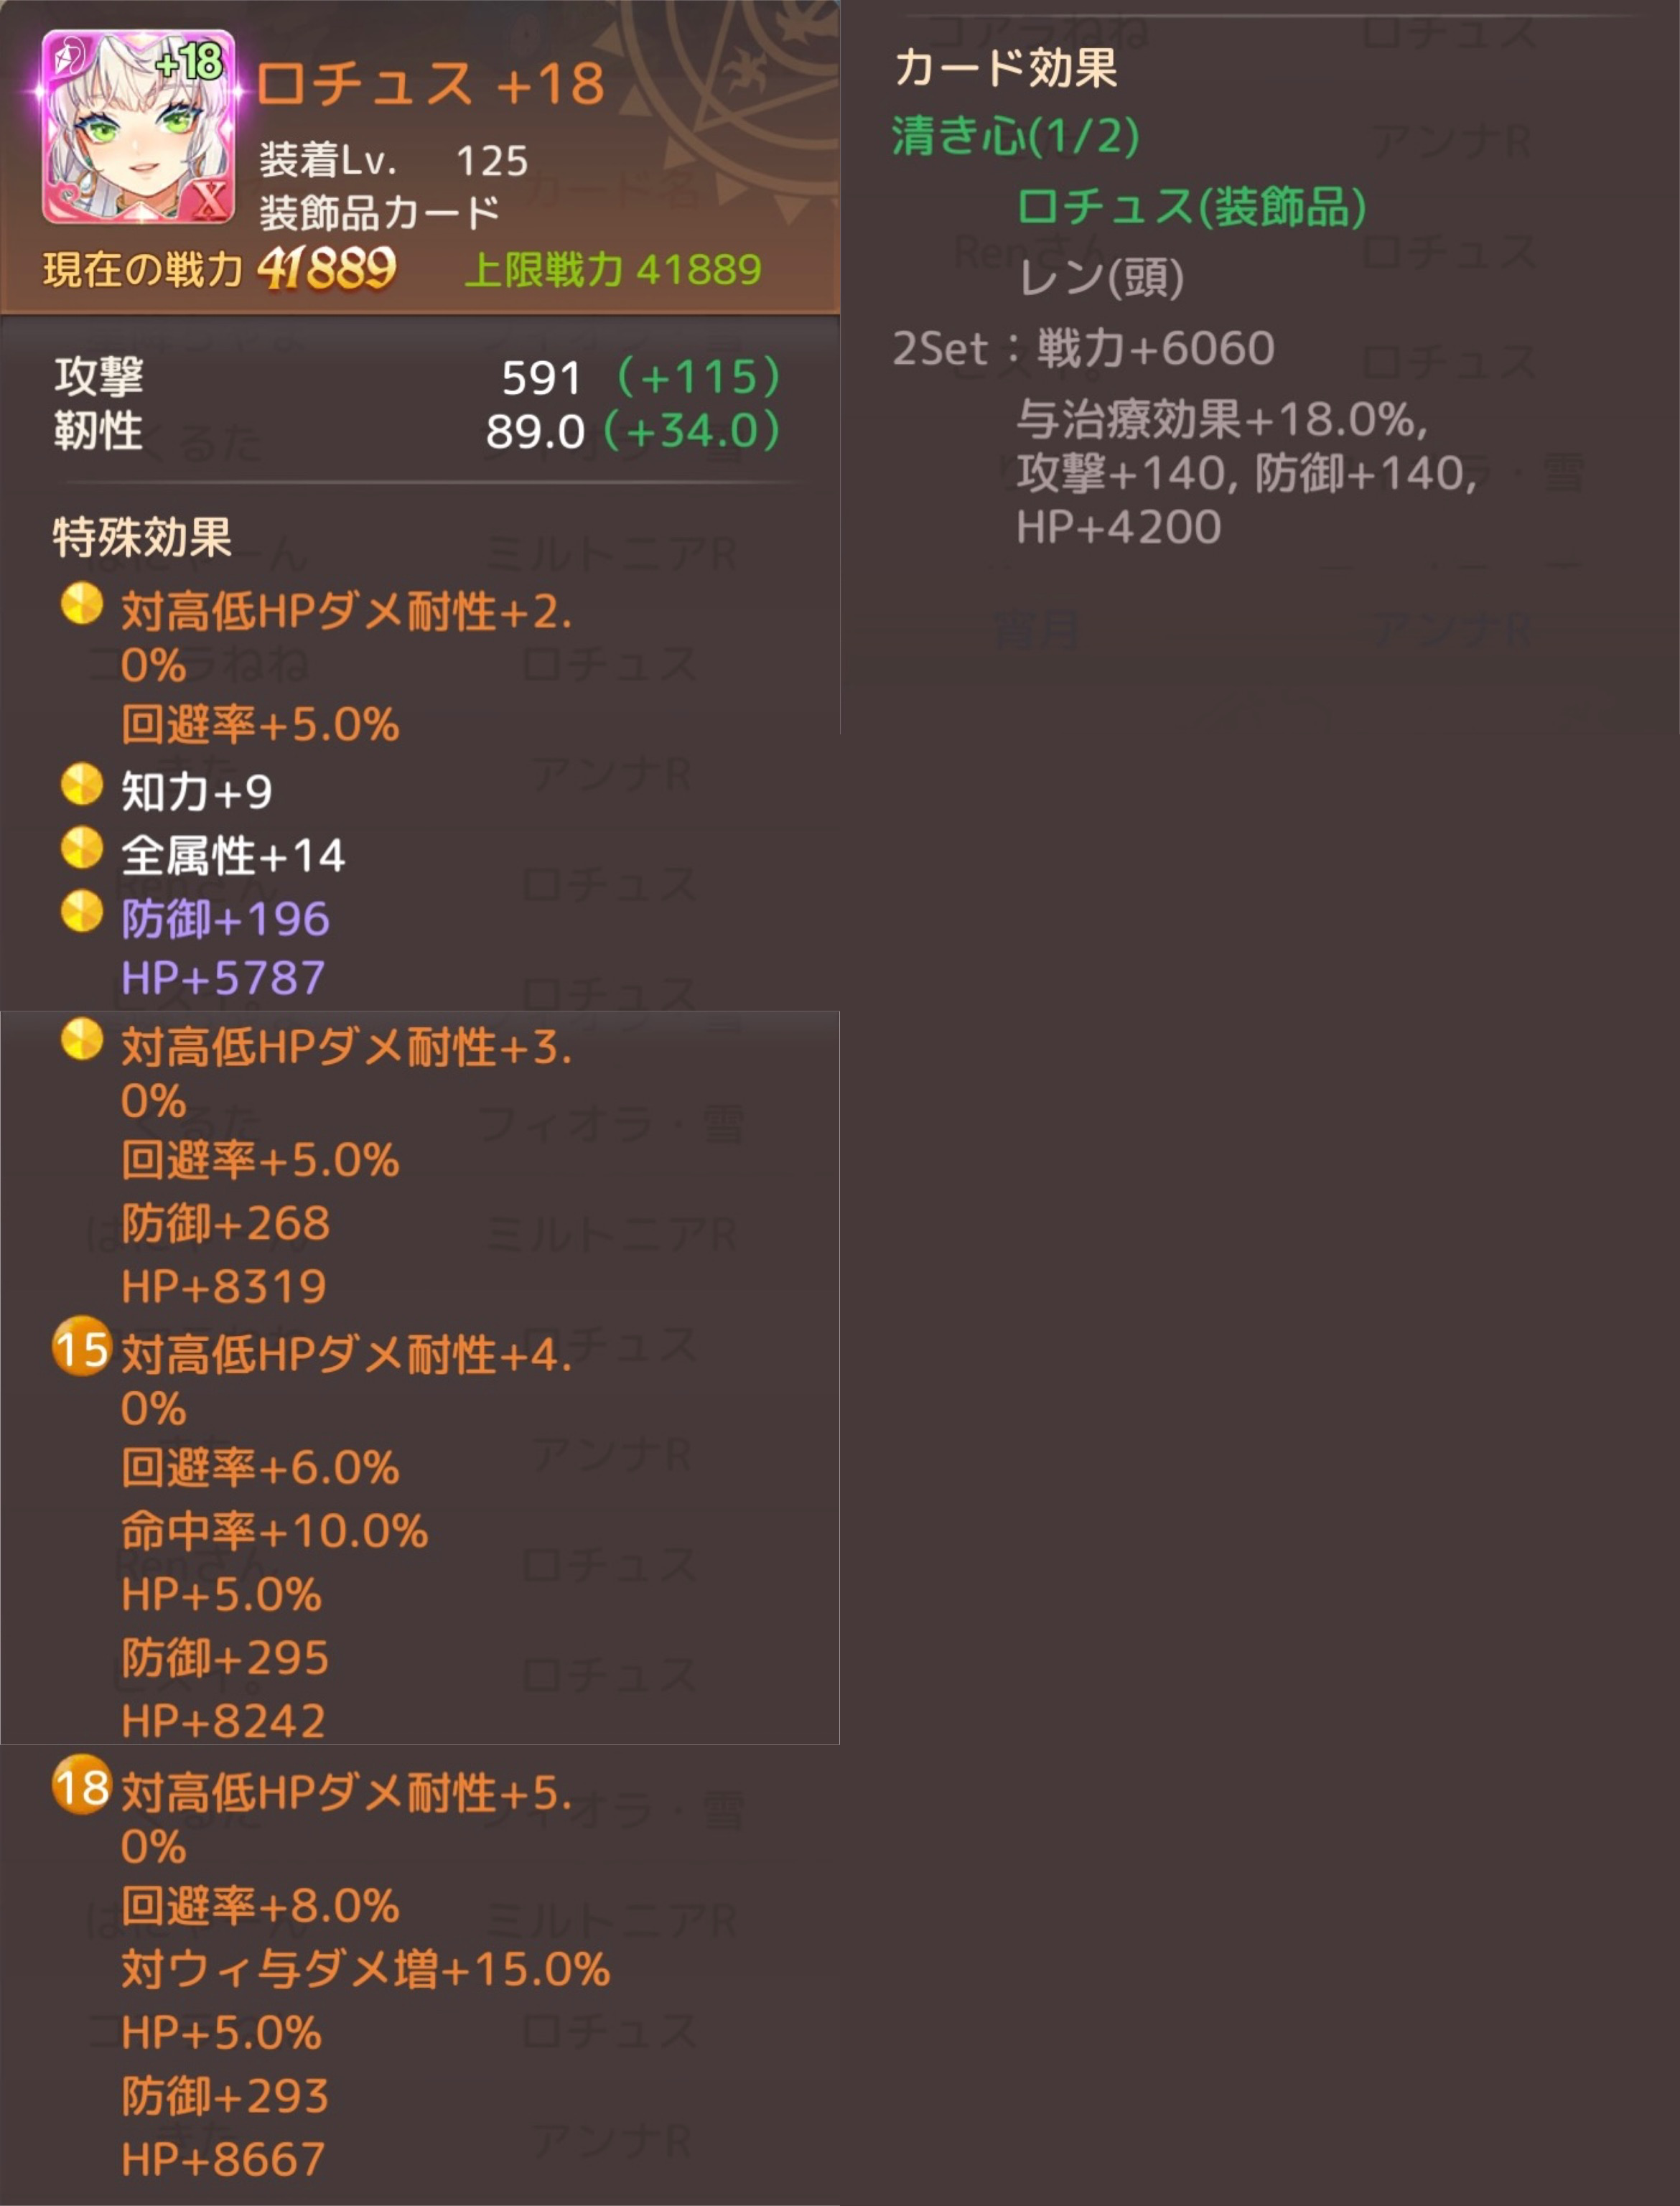 +18
X
ロチュス +18
装着Lv. 125
装飾品カード
現在の戦力 41889 上限戦力 41889
攻撃 591 (+115)
靭性 89.0 (+34.0)
特殊効果
対高低HPダメ耐性+2.
0%
回避率+5.0%
知力+9
全属性+14
防御+196
HP+5787
対高低HPダメ耐性+3.
0%
回避率+5.0%
防御+268
HP+8319
15 対高低HPダメ耐性+4.
0%
回避率+6.0%
命中率+10.0%
HP+5.0%
防御+295
HP+8242
18 対高低HPダメ耐性+5.
0%
回避率+8.0%
対ウィ与ダメ増+15.0%
HP+5.0%
防御+293
HP+8667
カード効果
清き心(1/2)
ロチュス(装飾品)
レン(頭)
2Set：戦力+6060
与治療効果+18.0%,
攻撃+140, 防御+140,
HP+4200